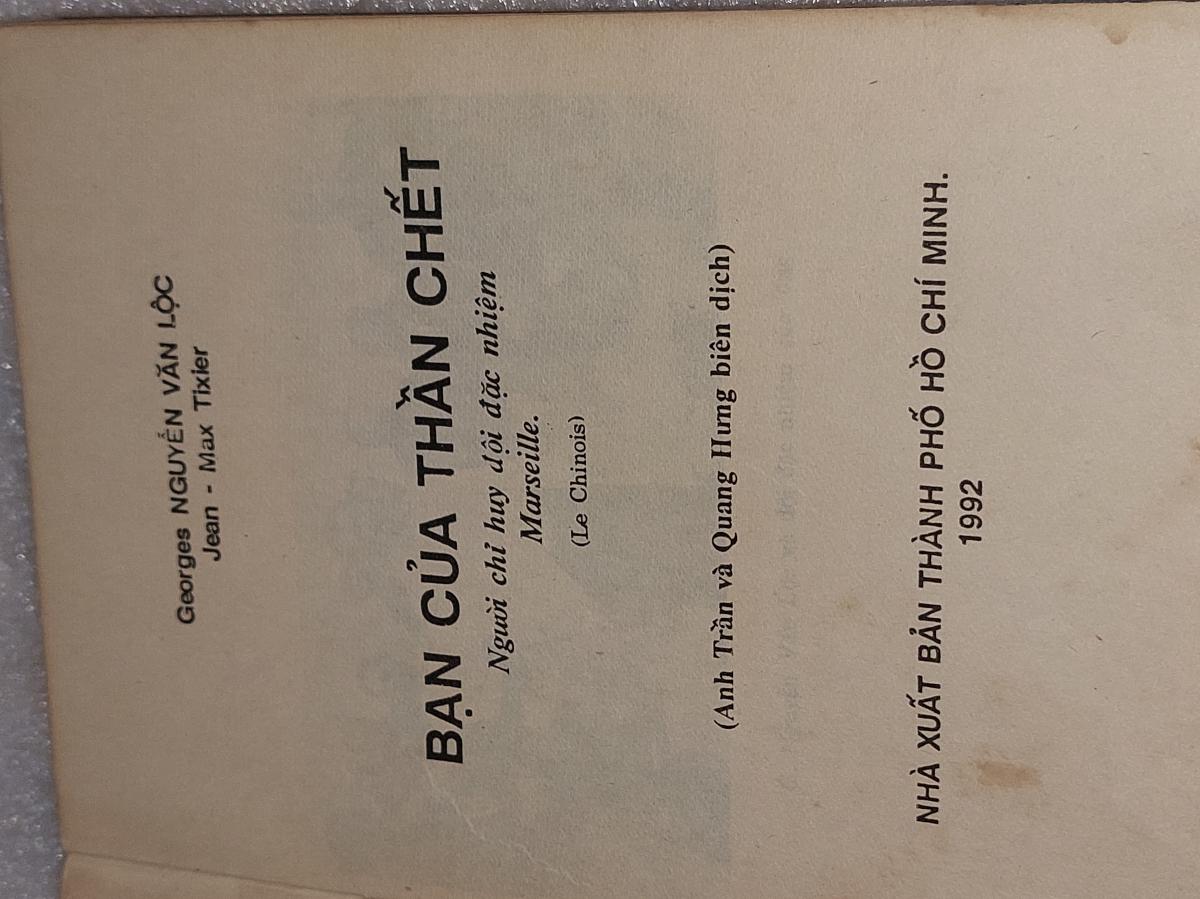 Georges NGUYỄN VĂN LỘC
Jean - Max Tixier
BẠN CỦA THẦN CHẾT
Người chỉ huy đội đặc nhiệm
Marseille.
(Le Chinois)
(Anh Trần và Quang Hưng biên dịch)
NHÀ XUẤT BẢN THÀNH PHỐ HỒ CHÍ MINH.
1992